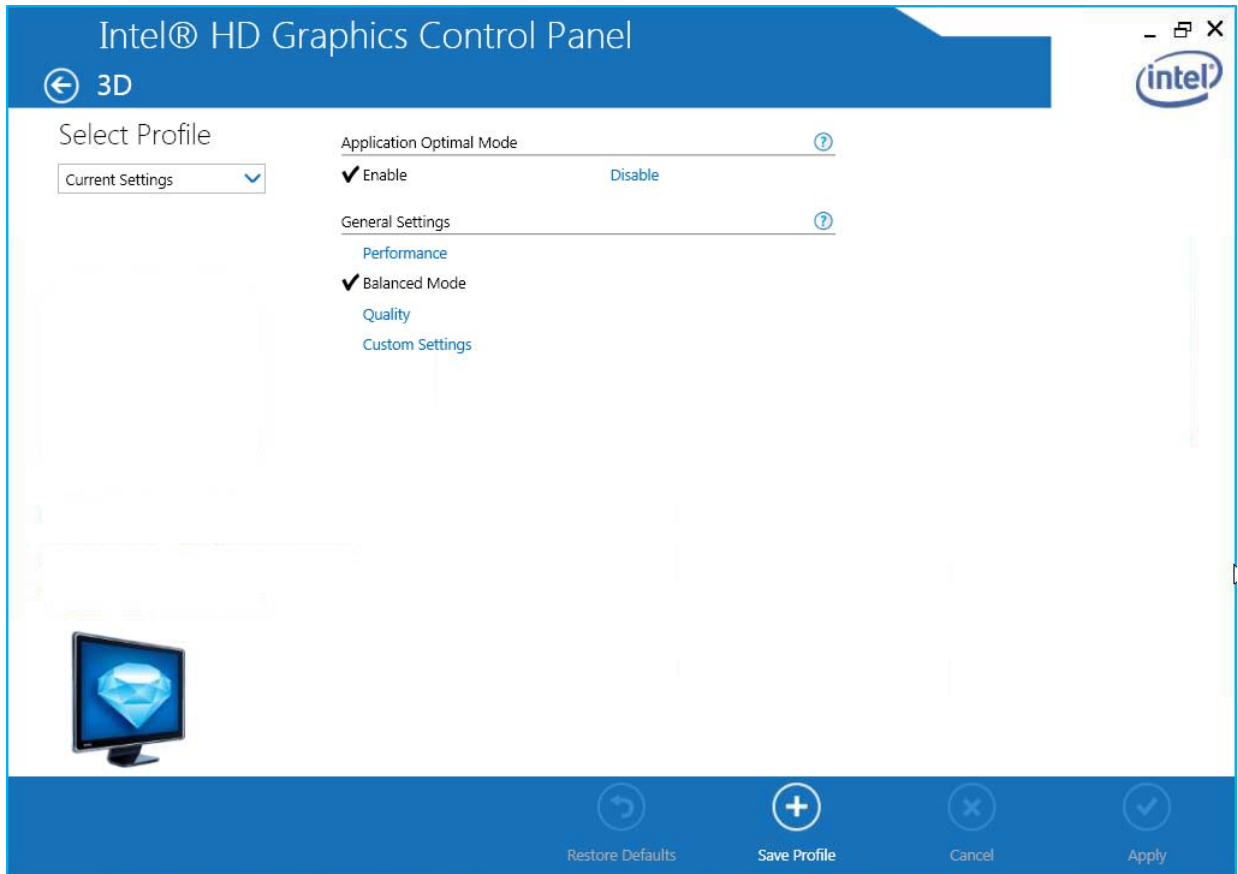 Intel® HD Graphics Control Panel
3D
intel
Select Profile
Current Settings
Application Optimal Mode
?
Enable
Disable
General Settings
?
Performance
Balanced Mode
Quality
Custom Settings
Restore Defaults
Save Profile
Cancel
Apply